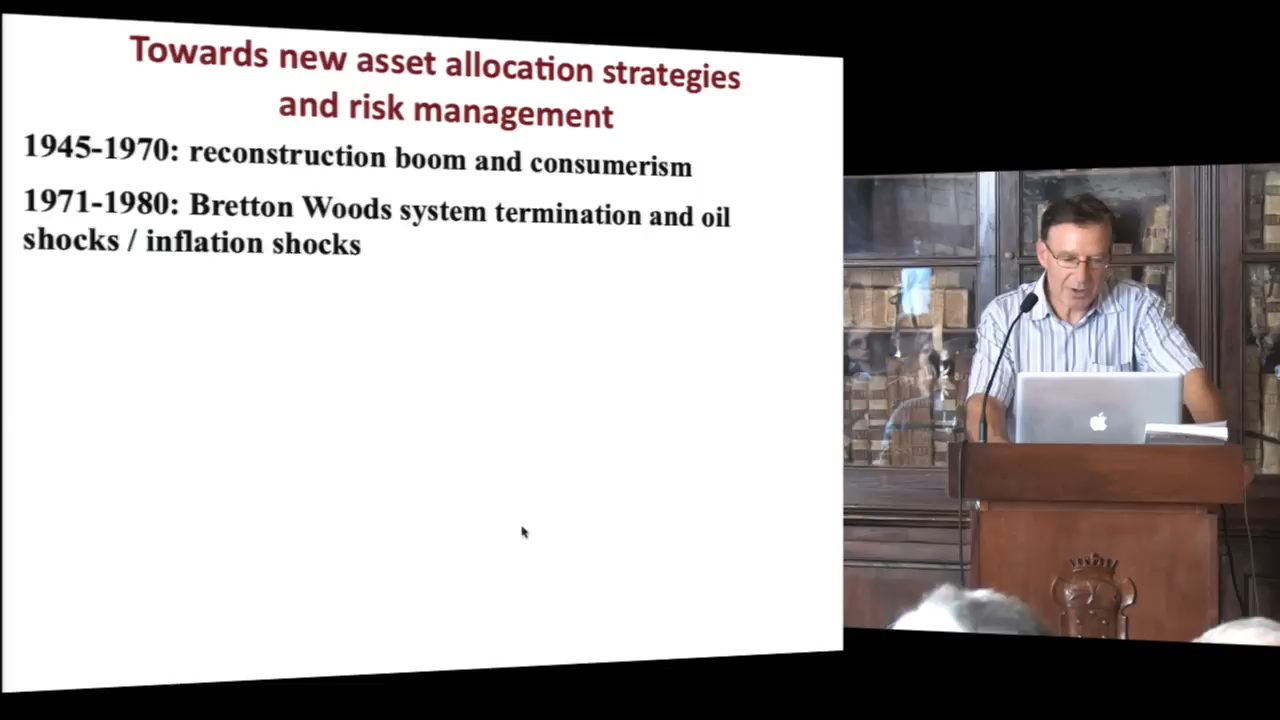 Towards new asset allocation strategies
and risk management
1945-1970: reconstruction boom and consumerism
1971-1980: Bretton Woods system termination and oil
shocks / inflation shocks